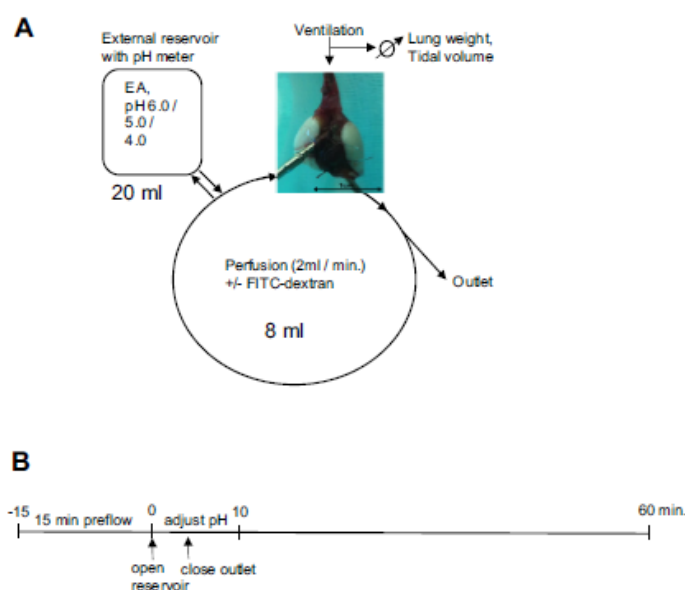 A
External reservoir
with pH meter
EA,
pH6.0/
5.0/
4.0
20 ml
Ventilation
Lung weight,
Tidal volume
Perfusion (2ml / min.)
+/- FITC-dextran
8 ml
Outlet
B
-15 15 min preflow 0 adjust pH 10 60 min.
open close outlet
reservoir